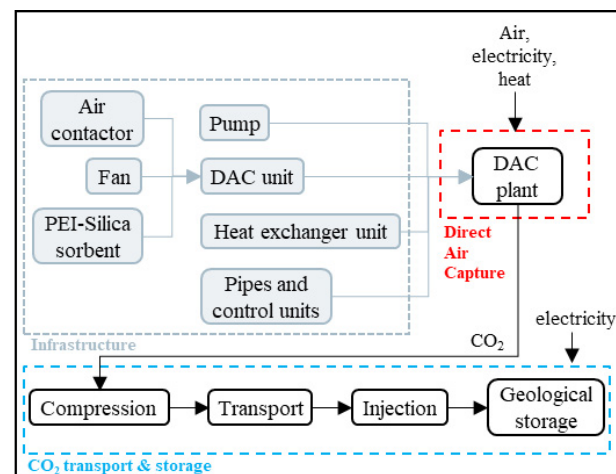 Air,
electricity,
heat
Air
contactor
Pump
Fan
DAC unit
DAC
plant
PEI-Silica
sorbent
Heat exchanger unit
Direct
Air
Capture
Pipes and
control units
Infrastructure
CO₂
electricity
Compression
Transport
Injection
Geological
storage
CO₂ transport & storage